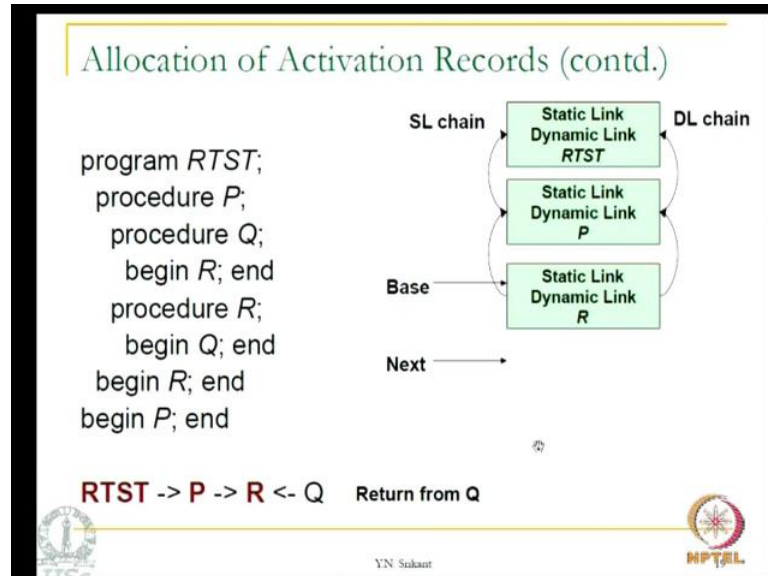 Allocation of Activation Records (contd.)
program RTST;
procedure P;
procedure Q;
begin R; end
procedure R;
begin Q; end
begin R; end
begin P; end
SL chain
DL chain
Static Link
Dynamic Link
RTST
Static Link
Dynamic Link
P
Base
Static Link
Dynamic Link
R
Next
RTST -> P -> R <- Q Return from Q
Y.N. Srikant
NPTEL